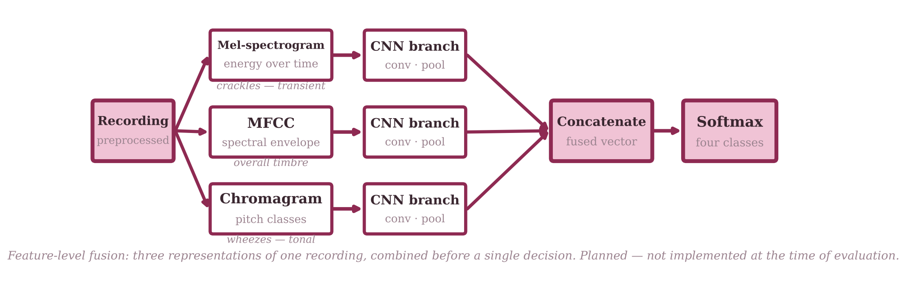 Recording
preprocessed
Mel-spectrogram
energy over time
crackles — transient
CNN branch
conv · pool
MFCC
spectral envelope
overall timbre
CNN branch
conv · pool
Chromagram
pitch classes
wheezes — tonal
CNN branch
conv · pool
Concatenate
fused vector
Softmax
four classes
Feature-level fusion: three representations of one recording, combined before a single decision. Planned — not implemented at the time of evaluation.